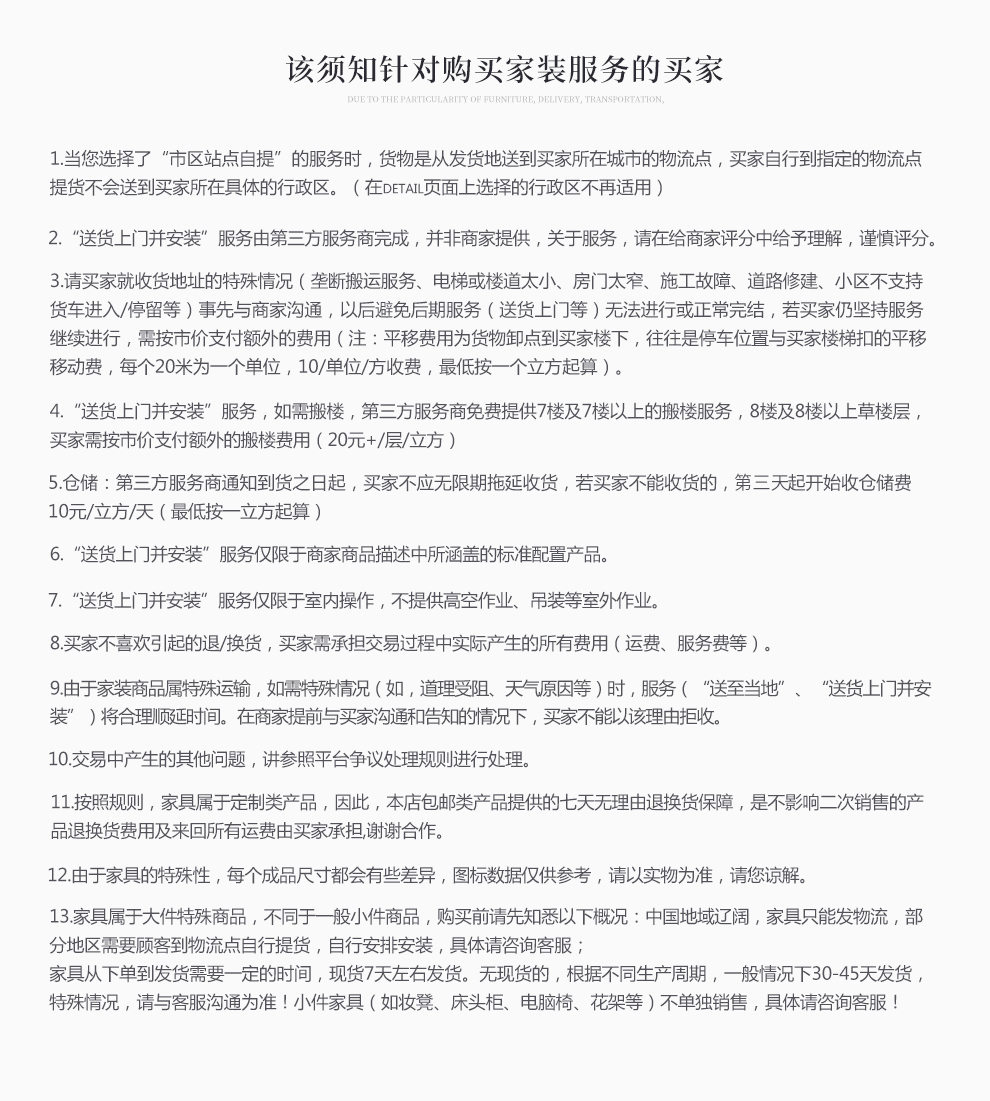 该须知针对购买家装服务的买家
DUE TO THE PARTICULARITY OF FURNITURE, DELIVERY, TRANSPORTATION,
1.当您选择了“市区站点自提”的服务时，货物是从发货地送到买家所在城市的物流点，买家自行到指定的物流点
提货不会送到买家所在具体的行政区。（在DETAIL页面上选择的行政区不再适用）
2.“送货上门并安装”服务由第三方服务商完成，并非商家提供，关于服务，请在给商家评分中给予理解，谨慎评分。
3.请买家就收货地址的特殊情况（垄断搬运服务、电梯或楼道太小、房门太窄、施工故障、道路修建、小区不支持
货车进入/停留等）事先与商家沟通，以后避免后期服务（送货上门等）无法进行或正常完结，若买家仍坚持服务
继续进行，需按市价支付额外的费用（注：平移费用为货物卸点到买家楼下，往往是停车位置与买家楼梯扣的平移
移动费，每个20米为一个单位，10/单位/方收费，最低按一个立方起算）。
4.“送货上门并安装”服务，如需搬楼，第三方服务商免费提供7楼及7楼以上的搬楼服务，8楼及8楼以上草楼层，
买家需按市价支付额外的搬楼费用（20元+/层/立方）
5.仓储：第三方服务商通知到货之日起，买家不应无限期拖延收货，若买家不能收货的，第三天起开始收仓储费
10元/立方/天（最低按一立方起算）
6.“送货上门并安装”服务仅限于商家商品描述中所涵盖的标准配置产品。
7.“送货上门并安装”服务仅限于室内操作，不提供高空作业、吊装等室外作业。
8.买家不喜欢引起的退/换货，买家需承担交易过程中实际产生的所有费用（运费、服务费等）。
9.由于家装商品属特殊运输，如需特殊情况（如，道理受阻、天气原因等）时，服务（“送至当地”、“送货上门并安
装”）将合理顺延时间。在商家提前与买家沟通和告知的情况下，买家不能以该理由拒收。
10.交易中产生的其他问题，讲参照平台争议处理规则进行处理。
11.按照规则，家具属于定制类产品，因此，本店包邮类产品提供的七天无理由退换货保障，是不影响二次销售的产
品退换货费用及来回所有运费由买家承担,谢谢合作。
12.由于家具的特殊性，每个成品尺寸都会有些差异，图标数据仅供参考，请以实物为准，请您谅解。
13.家具属于大件特殊商品，不同于一般小件商品，购买前请先知悉以下概况：中国地域辽阔，家具只能发物流，部
分地区需要顾客到物流点自行提货，自行安排安装，具体请咨询客服；
家具从下单到发货需要一定的时间，现货7天左右发货。无现货的，根据不同生产周期，一般情况下30-45天发货，
特殊情况，请与客服沟通为准！小件家具（如妆凳、床头柜、电脑椅、花架等）不单独销售，具体请咨询客服！